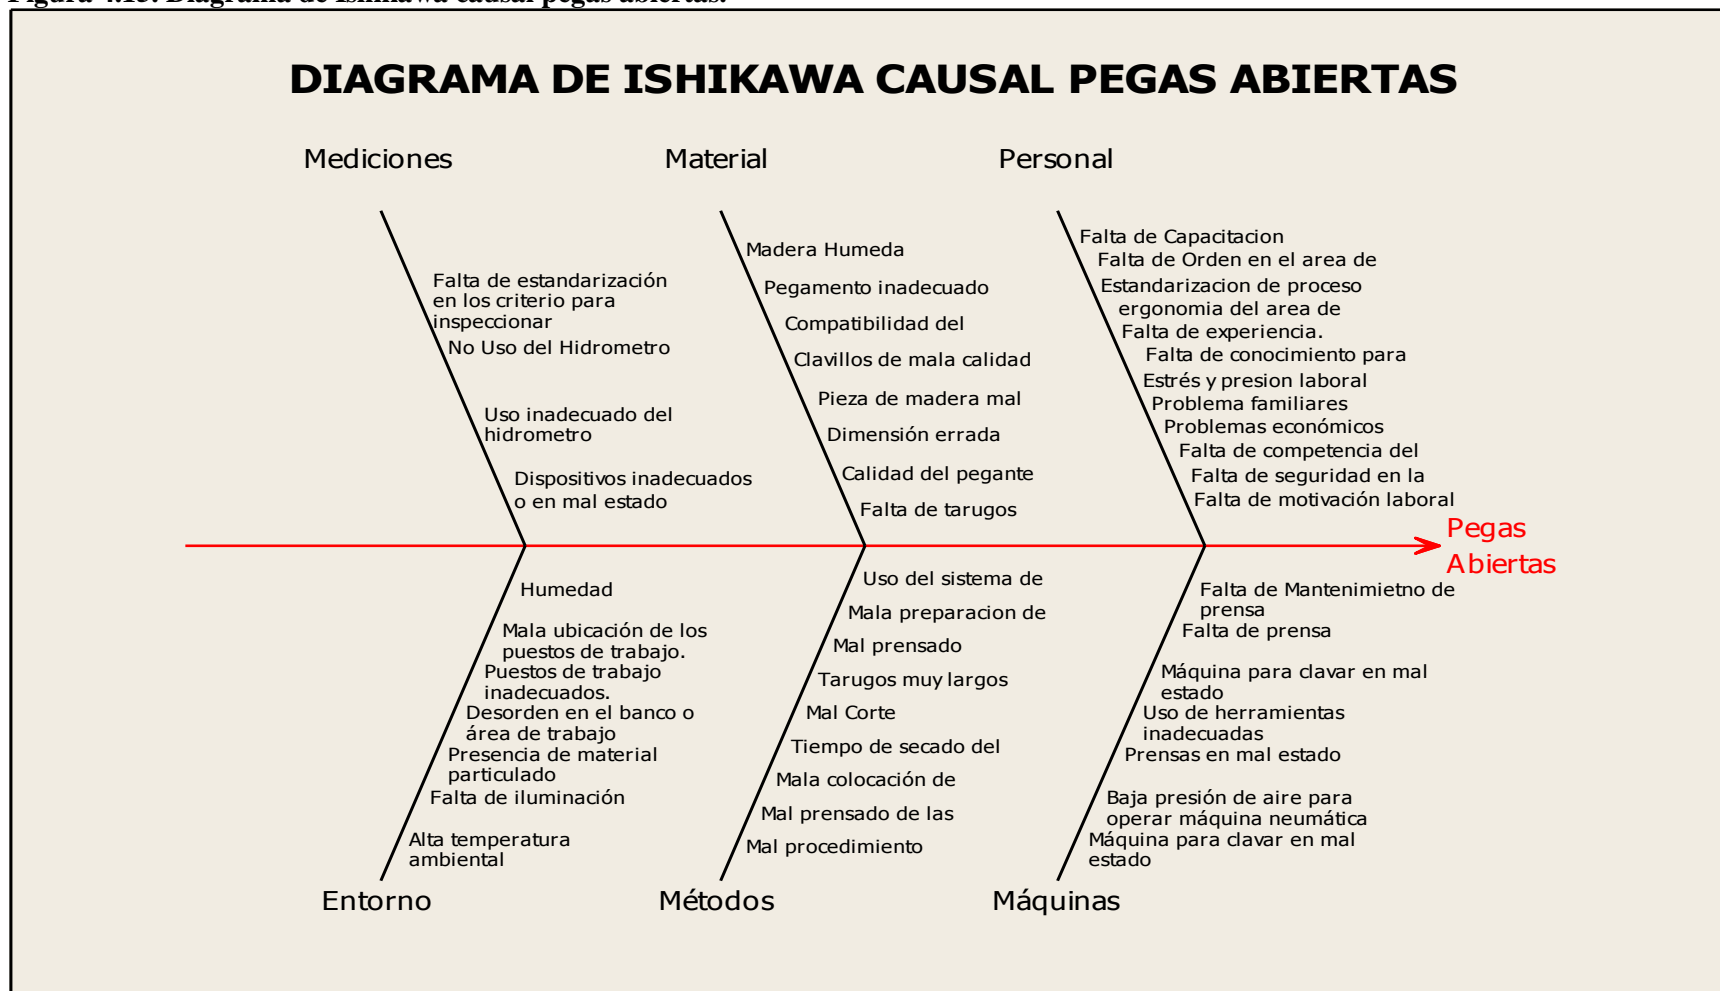 Figura 4.13. Diagrama de Ishikawa causal pegas abiertas.
DIAGRAMA DE ISHIKAWA CAUSAL PEGAS ABIERTAS
Mediciones
Falta de estandarización
en los criterio para
inspeccionar
No Uso del Hidrometro
Uso inadecuado del
hidrometro
Dispositivos inadecuados
o en mal estado
Material
Madera Humeda
Pegamento inadecuado
Compatibilidad del
Clavillos de mala calidad
Pieza de madera mal
Dimensión errada
Calidad del pegante
Falta de tarugos
Personal
Falta de Capacitacion
Falta de Orden en el area de
Estandarizacion de proceso
ergonomia del area de
Falta de experiencia.
Falta de conocimiento para
Estrés y presion laboral
Problema familiares
Problemas económicos
Falta de competencia del
Falta de seguridad en la
Falta de motivación laboral
Pegas
Abiertas
Humedad
Mala ubicación de los
puestos de trabajo.
Puestos de trabajo
inadecuados.
Desorden en el banco o
área de trabajo
Presencia de material
particulado
Falta de iluminación
Alta temperatura
ambiental
Entorno
Uso del sistema de
Mala preparacion de
Mal prensado
Tarugos muy largos
Mal Corte
Tiempo de secado del
Mala colocación de
Mal prensado de las
Mal procedimiento
Métodos
Falta de Mantenimietno de
prensa
Falta de prensa
Máquina para clavar en mal
estado
Uso de herramientas
inadecuadas
Prensas en mal estado
Baja presión de aire para
operar máquina neumática
Máquina para clavar en mal
estado
Máquinas